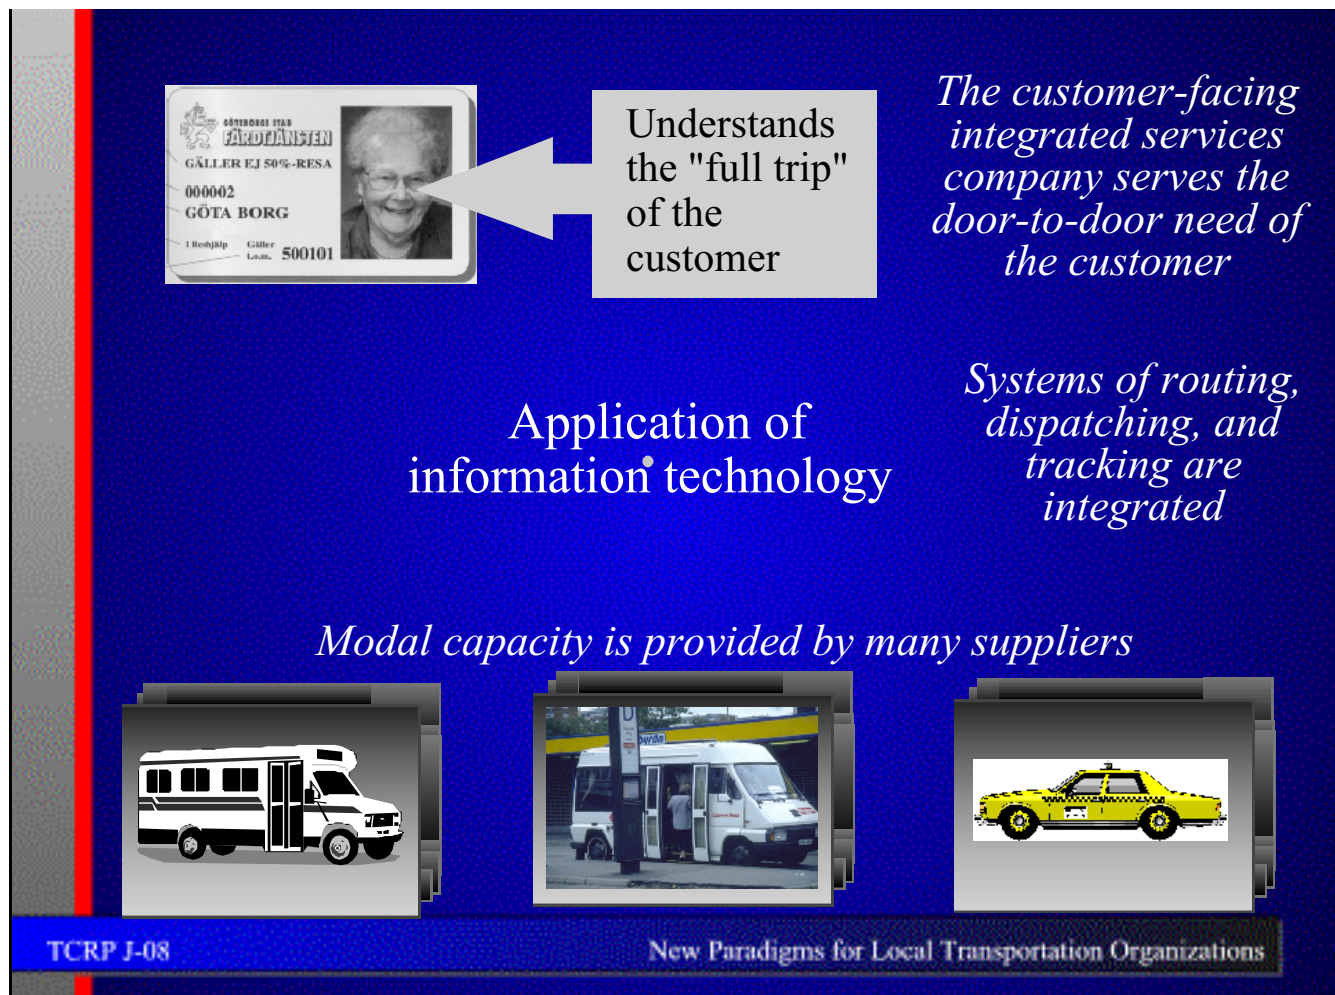 GÖTEBORGS STAD
FÄRDTJÄNSTEN
GÄLLER EJ 50%-RESA
000002
GÖTA BORG
1 Reshjälp
Gäller
t.o.m. 500101
Understands
the "full trip"
of the
customer
The customer-facing
integrated services
company serves the
door-to-door need of
the customer
Application of
information technology
Systems of routing,
dispatching, and
tracking are
integrated
Modal capacity is provided by many suppliers
D
TCRP J-08
New Paradigms for Local Transportation Organizations